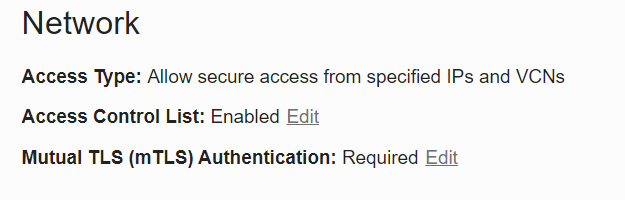 Network
Access Type: Allow secure access from specified IPs and VCNs
Access Control List: Enabled Edit
Mutual TLS (mTLS) Authentication: Required Edit